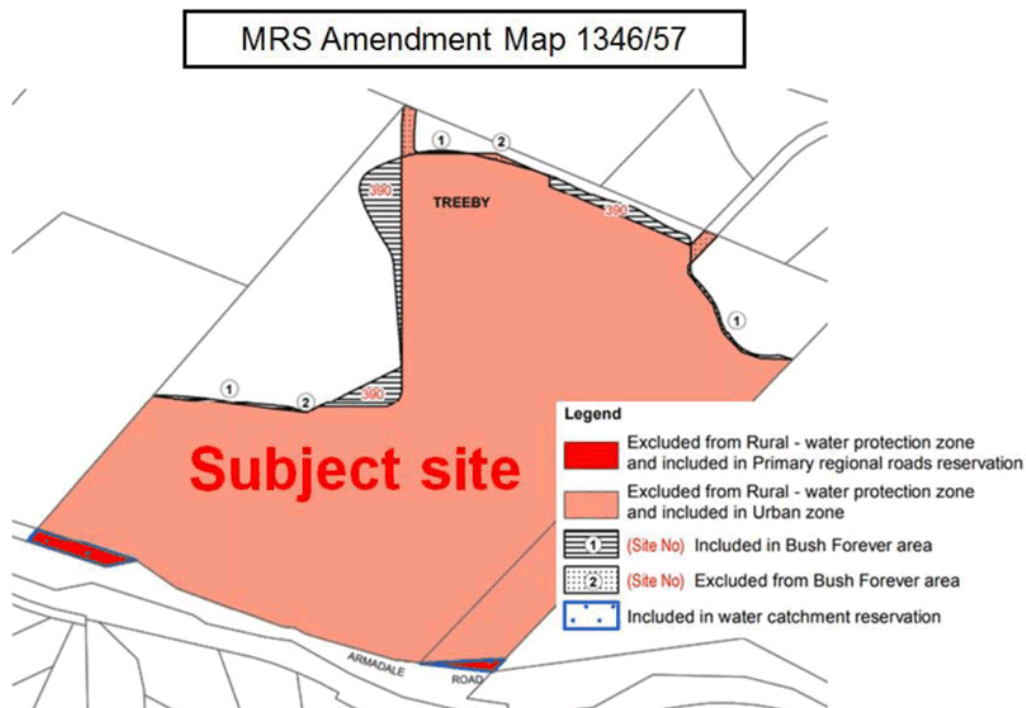 MRS Amendment Map 1346/57
1
2
390
TREEBY
390
1
1
2
390
Subject site
ARMADALE
ROAD
Legend
Excluded from Rural - water protection zone
and included in Primary regional roads reservation
Excluded from Rural - water protection zone
and included in Urban zone
1 (Site No) Included in Bush Forever area
2 (Site No) Excluded from Bush Forever area
Included in water catchment reservation